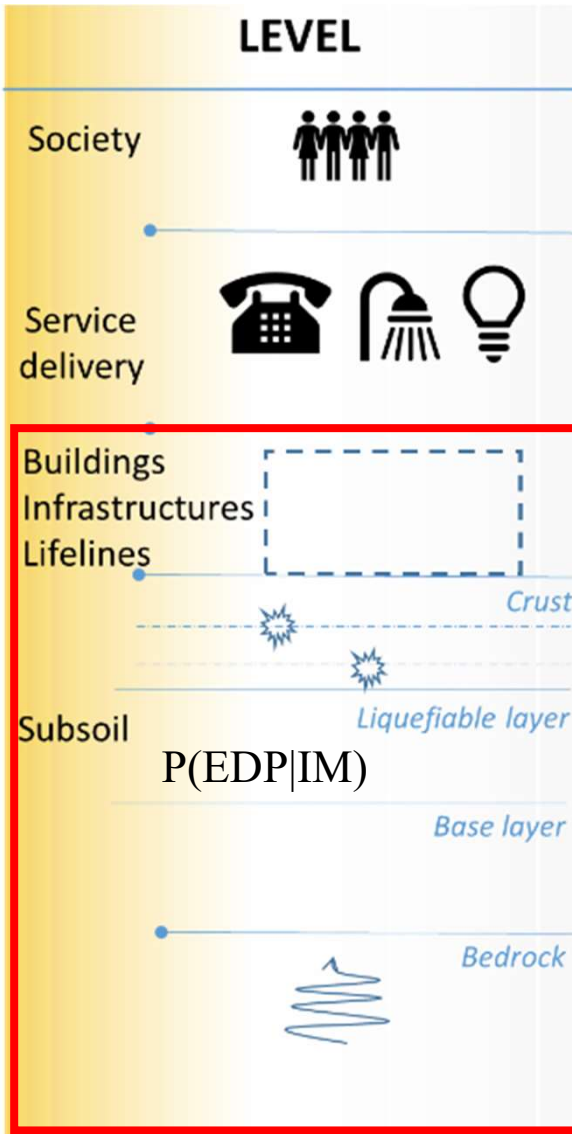 LEVEL
Society
Service
delivery
Buildings
Infrastructures
Lifelines
Crust
Subsoil
Liquefiable layer
P(EDP|IM)
Base layer
Bedrock